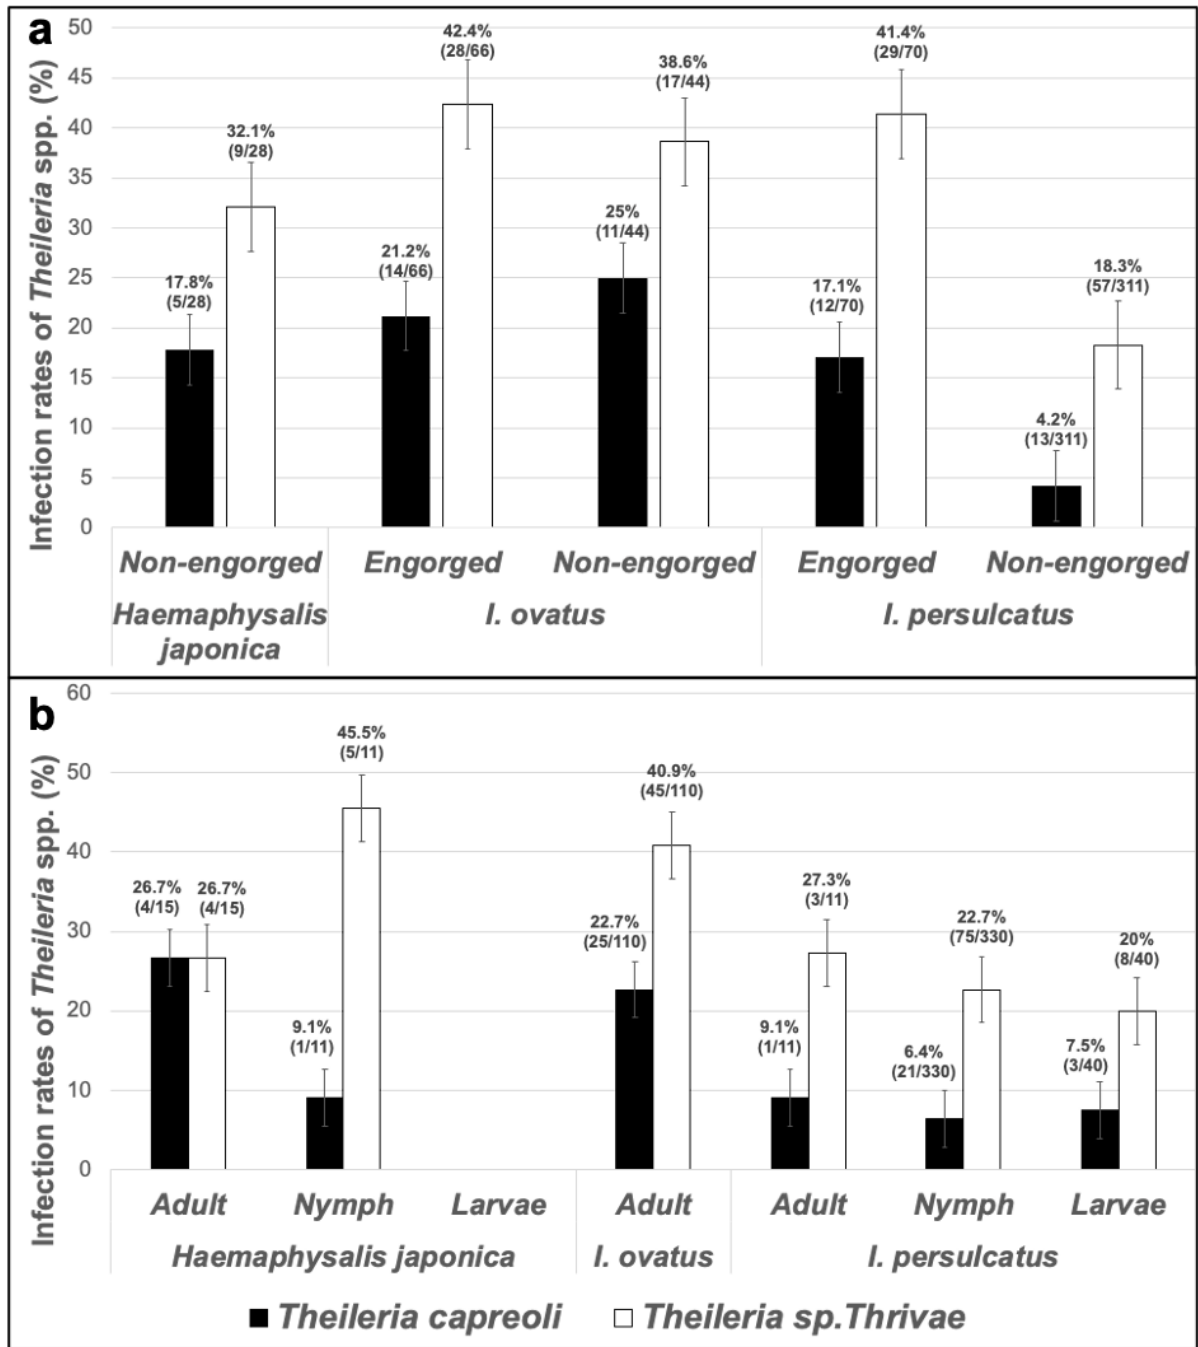 a
Infection rates of Theileria spp. (%)
50
45
40
35
30
25
20
15
10
5
0
17.8%
(5/28)
32.1%
(9/28)
21.2%
(14/66)
42.4%
(28/66)
25%
(11/44)
38.6%
(17/44)
17.1%
(12/70)
41.4%
(29/70)
4.2%
(13/311)
18.3%
(57/311)
Non-engorged
Engorged
Non-engorged
Engorged
Non-engorged
Haemaphysalis
japonica
I. ovatus
I. persulcatus
b
Infection rates of Theileria spp. (%)
60
50
40
30
20
10
0
26.7%
(4/15)
26.7%
(4/15)
9.1%
(1/11)
45.5%
(5/11)
22.7%
(25/110)
40.9%
(45/110)
9.1%
(1/11)
27.3%
(3/11)
6.4%
(21/330)
22.7%
(75/330)
7.5%
(3/40)
20%
(8/40)
Adult
Nymph
Larvae
Adult
Adult
Nymph
Larvae
Haemaphysalis japonica
I. ovatus
I. persulcatus
Theileria capreoli
Theileria sp.Thrivae